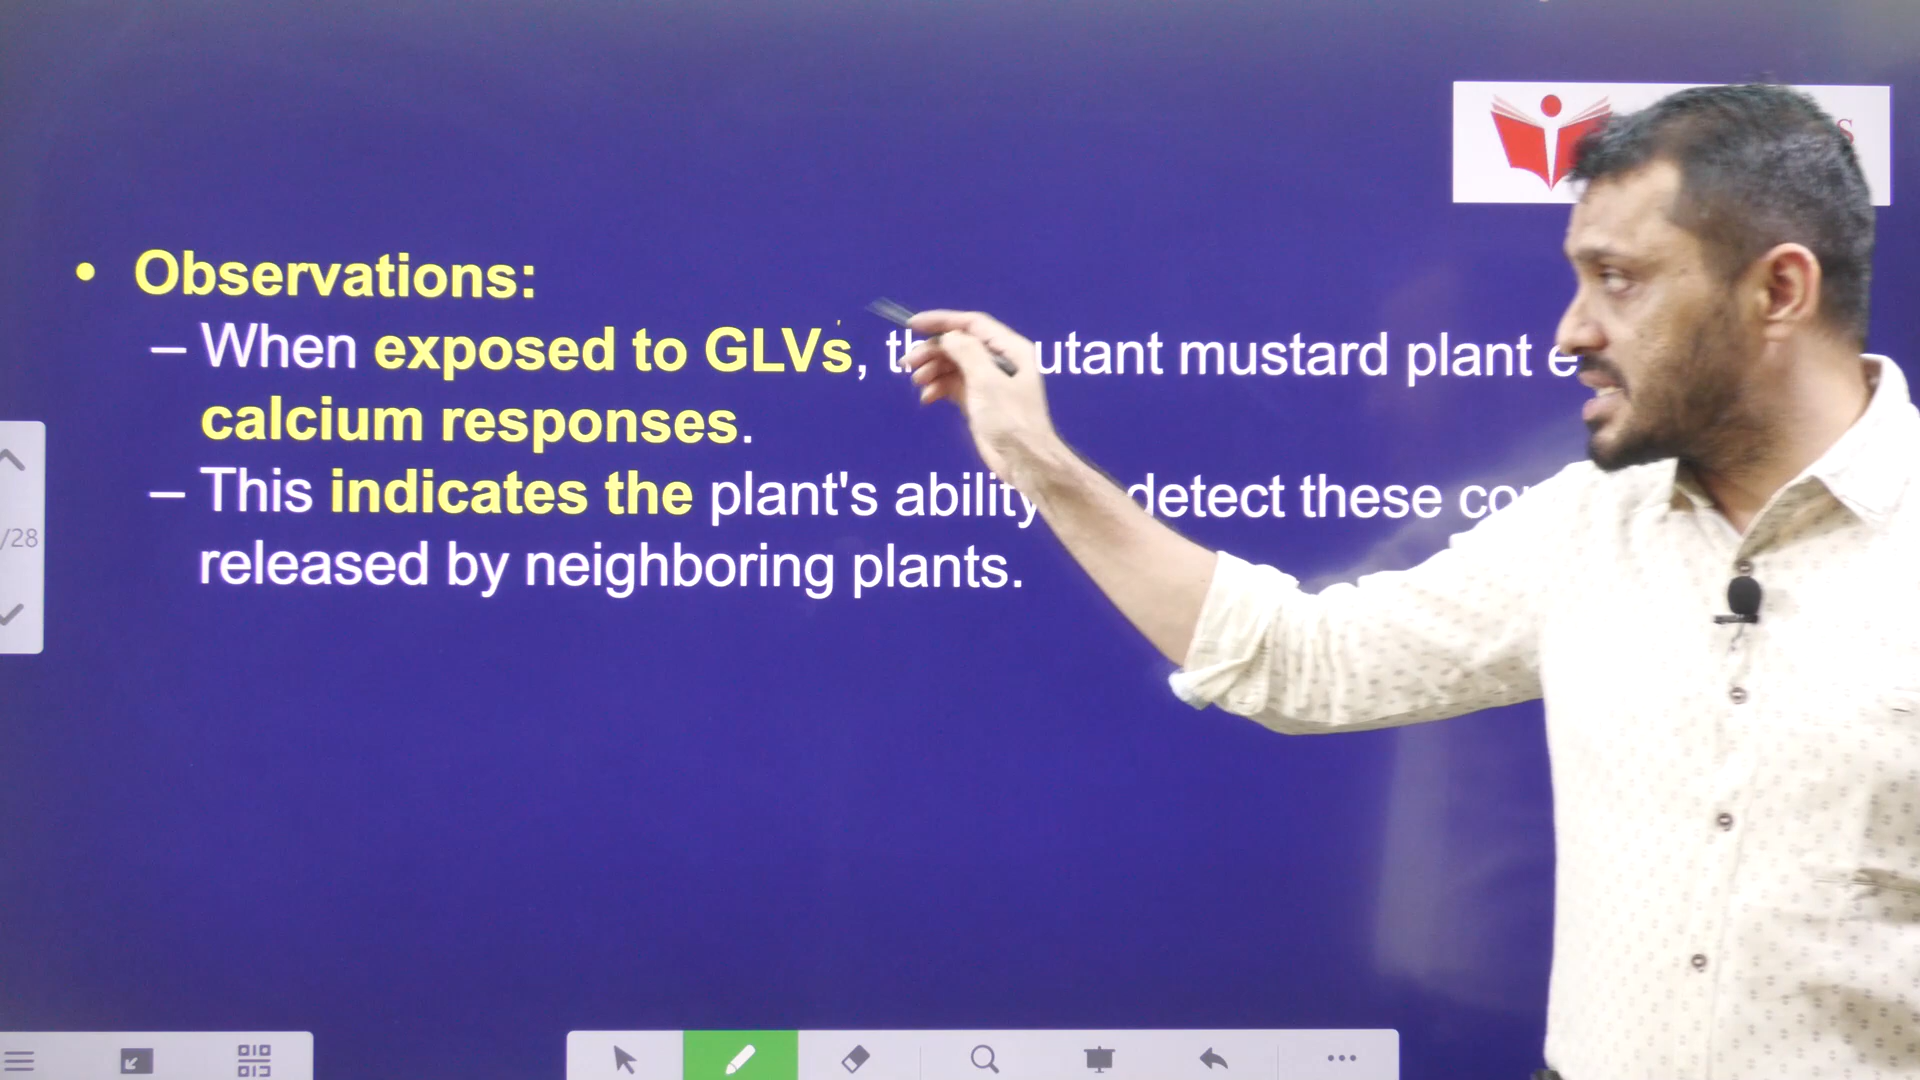 • Observations:
– When exposed to GLVs, utant mustard plant
calcium responses.
– This indicates the plant's ability detect these
released by neighboring plants.
/28